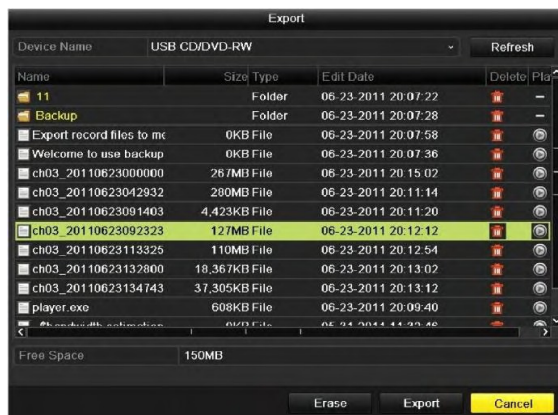 Export
Device Name USB CD/DVD-RW Refresh
Name Size Type Edit Date Delete Pla
11 Folder 06-23-2011 20:07:22 –
Backup Folder 06-23-2011 20:07:28 –
Export record files to mc 0KB File 06-23-2011 20:07:58
Welcome to use backup 0KB File 06-23-2011 20:07:36
ch03_20110623000000 267MB File 06-23-2011 20:15:02
ch03_20110623042932 280MB File 06-23-2011 20:11:14
ch03_20110623091403 4,423KB File 06-23-2011 20:11:20
ch03_20110623092323 127MB File 06-23-2011 20:12:12
ch03_20110623113325 110MB File 06-23-2011 20:12:54
ch03_20110623132800 18,367KB File 06-23-2011 20:13:02
ch03_20110623134743 37,305KB File 06-23-2011 20:13:12
player.exe 608KB File 06-23-2011 20:09:40
Free Space 150MB
Erase Export Cancel